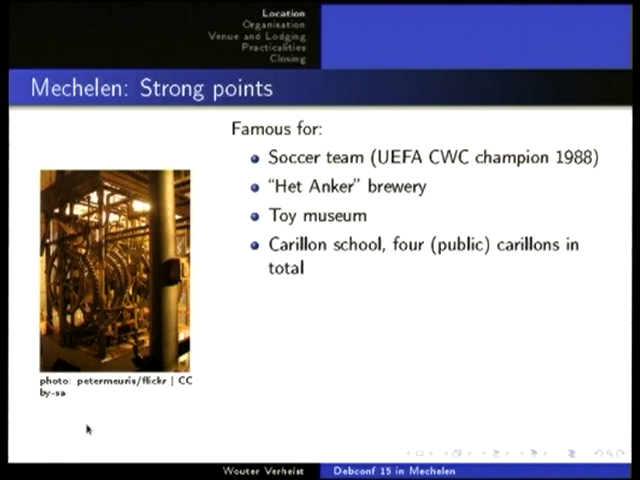 Location
Organisation
Venue and Lodging
Practicalities
Closing
Mechelen: Strong points
Famous for:
Soccer team (UEFA CWC champion 1988)
“Het Anker” brewery
Toy museum
Carillon school, four (public) carillons in
total
photo: petermeuris/flickr | CC
by-sa
Wouter Verhelst
Debconf 15 in Mechelen